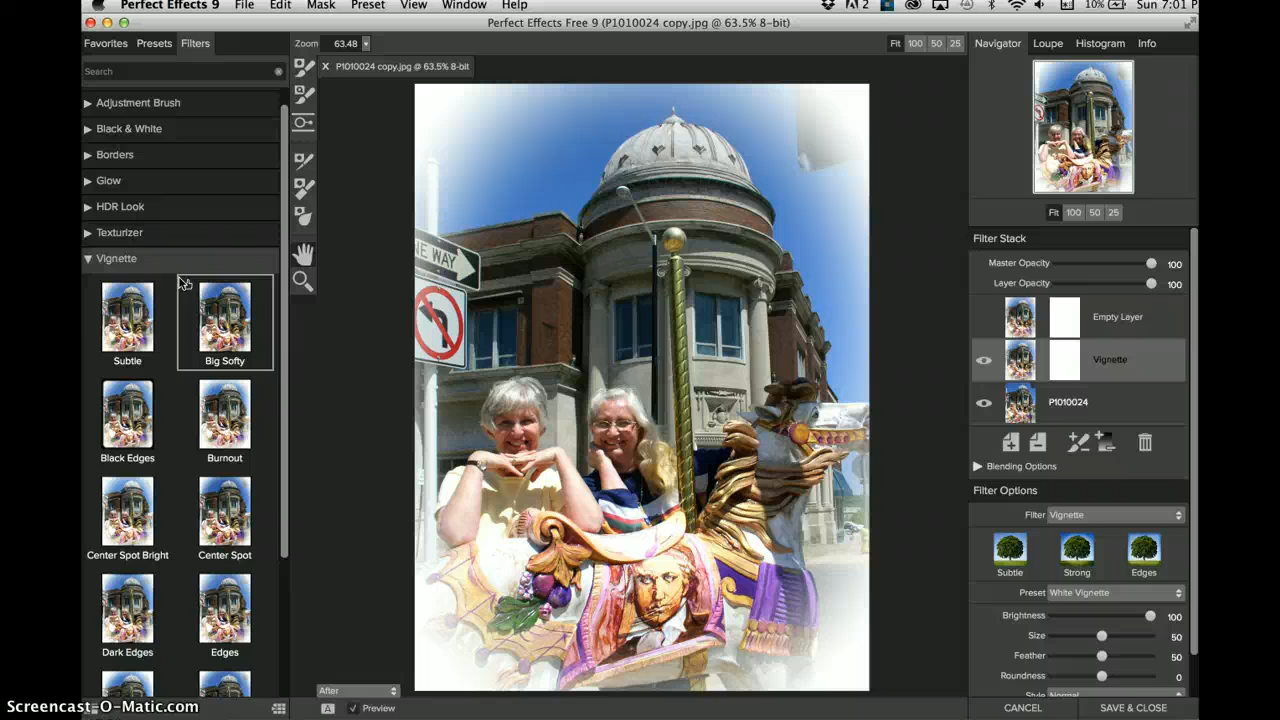 Perfect Effects 9 File Edit Mask Preset View Window Help 2 10% Sun 7:01 P
Perfect Effects Free 9 (P1010024 copy.jpg @ 63.5% 8-bit)
Favorites Presets Filters Zoom 63.48 Fit 100 50 25 Navigator Loupe Histogram Info
Search X P1010024 copy.jpg @ 63.5% 8-bit
Adjustment Brush
Black & White
Borders
Glow
HDR Look
Texturizer
Vignette
Subtle Big Softy
Black Edges Burnout
Center Spot Bright Center Spot
Dark Edges Edges
NE WAY
Fit 100 50 25
Filter Stack
Master Opacity 100
Layer Opacity 100
Empty Layer
Vignette
P1010024
Blending Options
Filter Options
Filter Vignette
Subtle Strong Edges
Preset White Vignette
Brightness 100
Size 50
Feather 50
Roundness 0
Style Normal
After
A Preview
CANCEL SAVE & CLOSE
Screencast-O-Matic.com